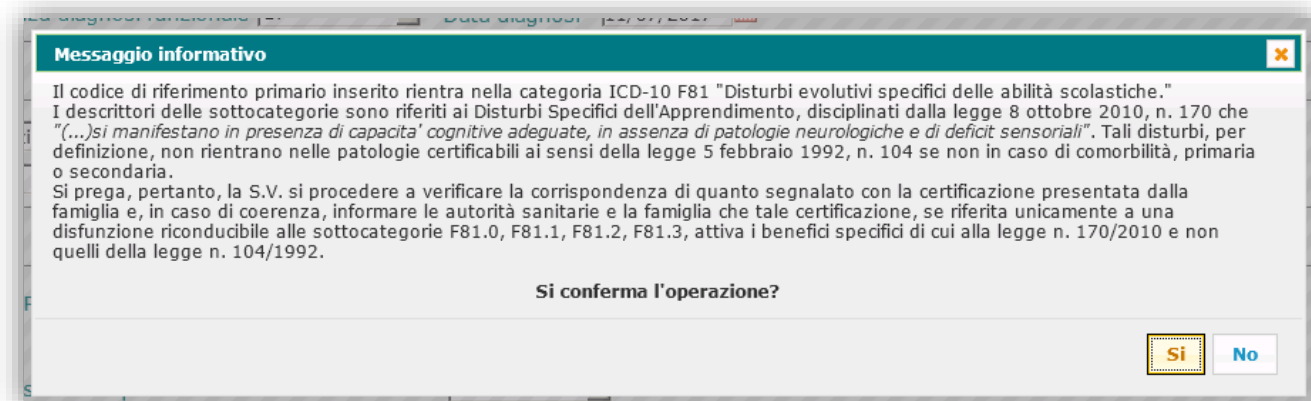 diagnosi funzionale Data diagnosi 11/07/2017
Messaggio informativo
Il codice di riferimento primario inserito rientra nella categoria ICD-10 F81 "Disturbi evolutivi specifici delle abilità scolastiche."
I descrittori delle sottocategorie sono riferiti ai Disturbi Specifici dell'Apprendimento, disciplinati dalla legge 8 ottobre 2010, n. 170 che
"(...)si manifestano in presenza di capacita' cognitive adeguate, in assenza di patologie neurologiche e di deficit sensoriali". Tali disturbi, per
definizione, non rientrano nelle patologie certificabili ai sensi della legge 5 febbraio 1992, n. 104 se non in caso di comorbilità, primaria
o secondaria.
Si prega, pertanto, la S.V. si procedere a verificare la corrispondenza di quanto segnalato con la certificazione presentata dalla
famiglia e, in caso di coerenza, informare le autorità sanitarie e la famiglia che tale certificazione, se riferita unicamente a una
disfunzione riconducibile alle sottocategorie F81.0, F81.1, F81.2, F81.3, attiva i benefici specifici di cui alla legge n. 170/2010 e non
quelli della legge n. 104/1992.
Si conferma l'operazione?
Si No